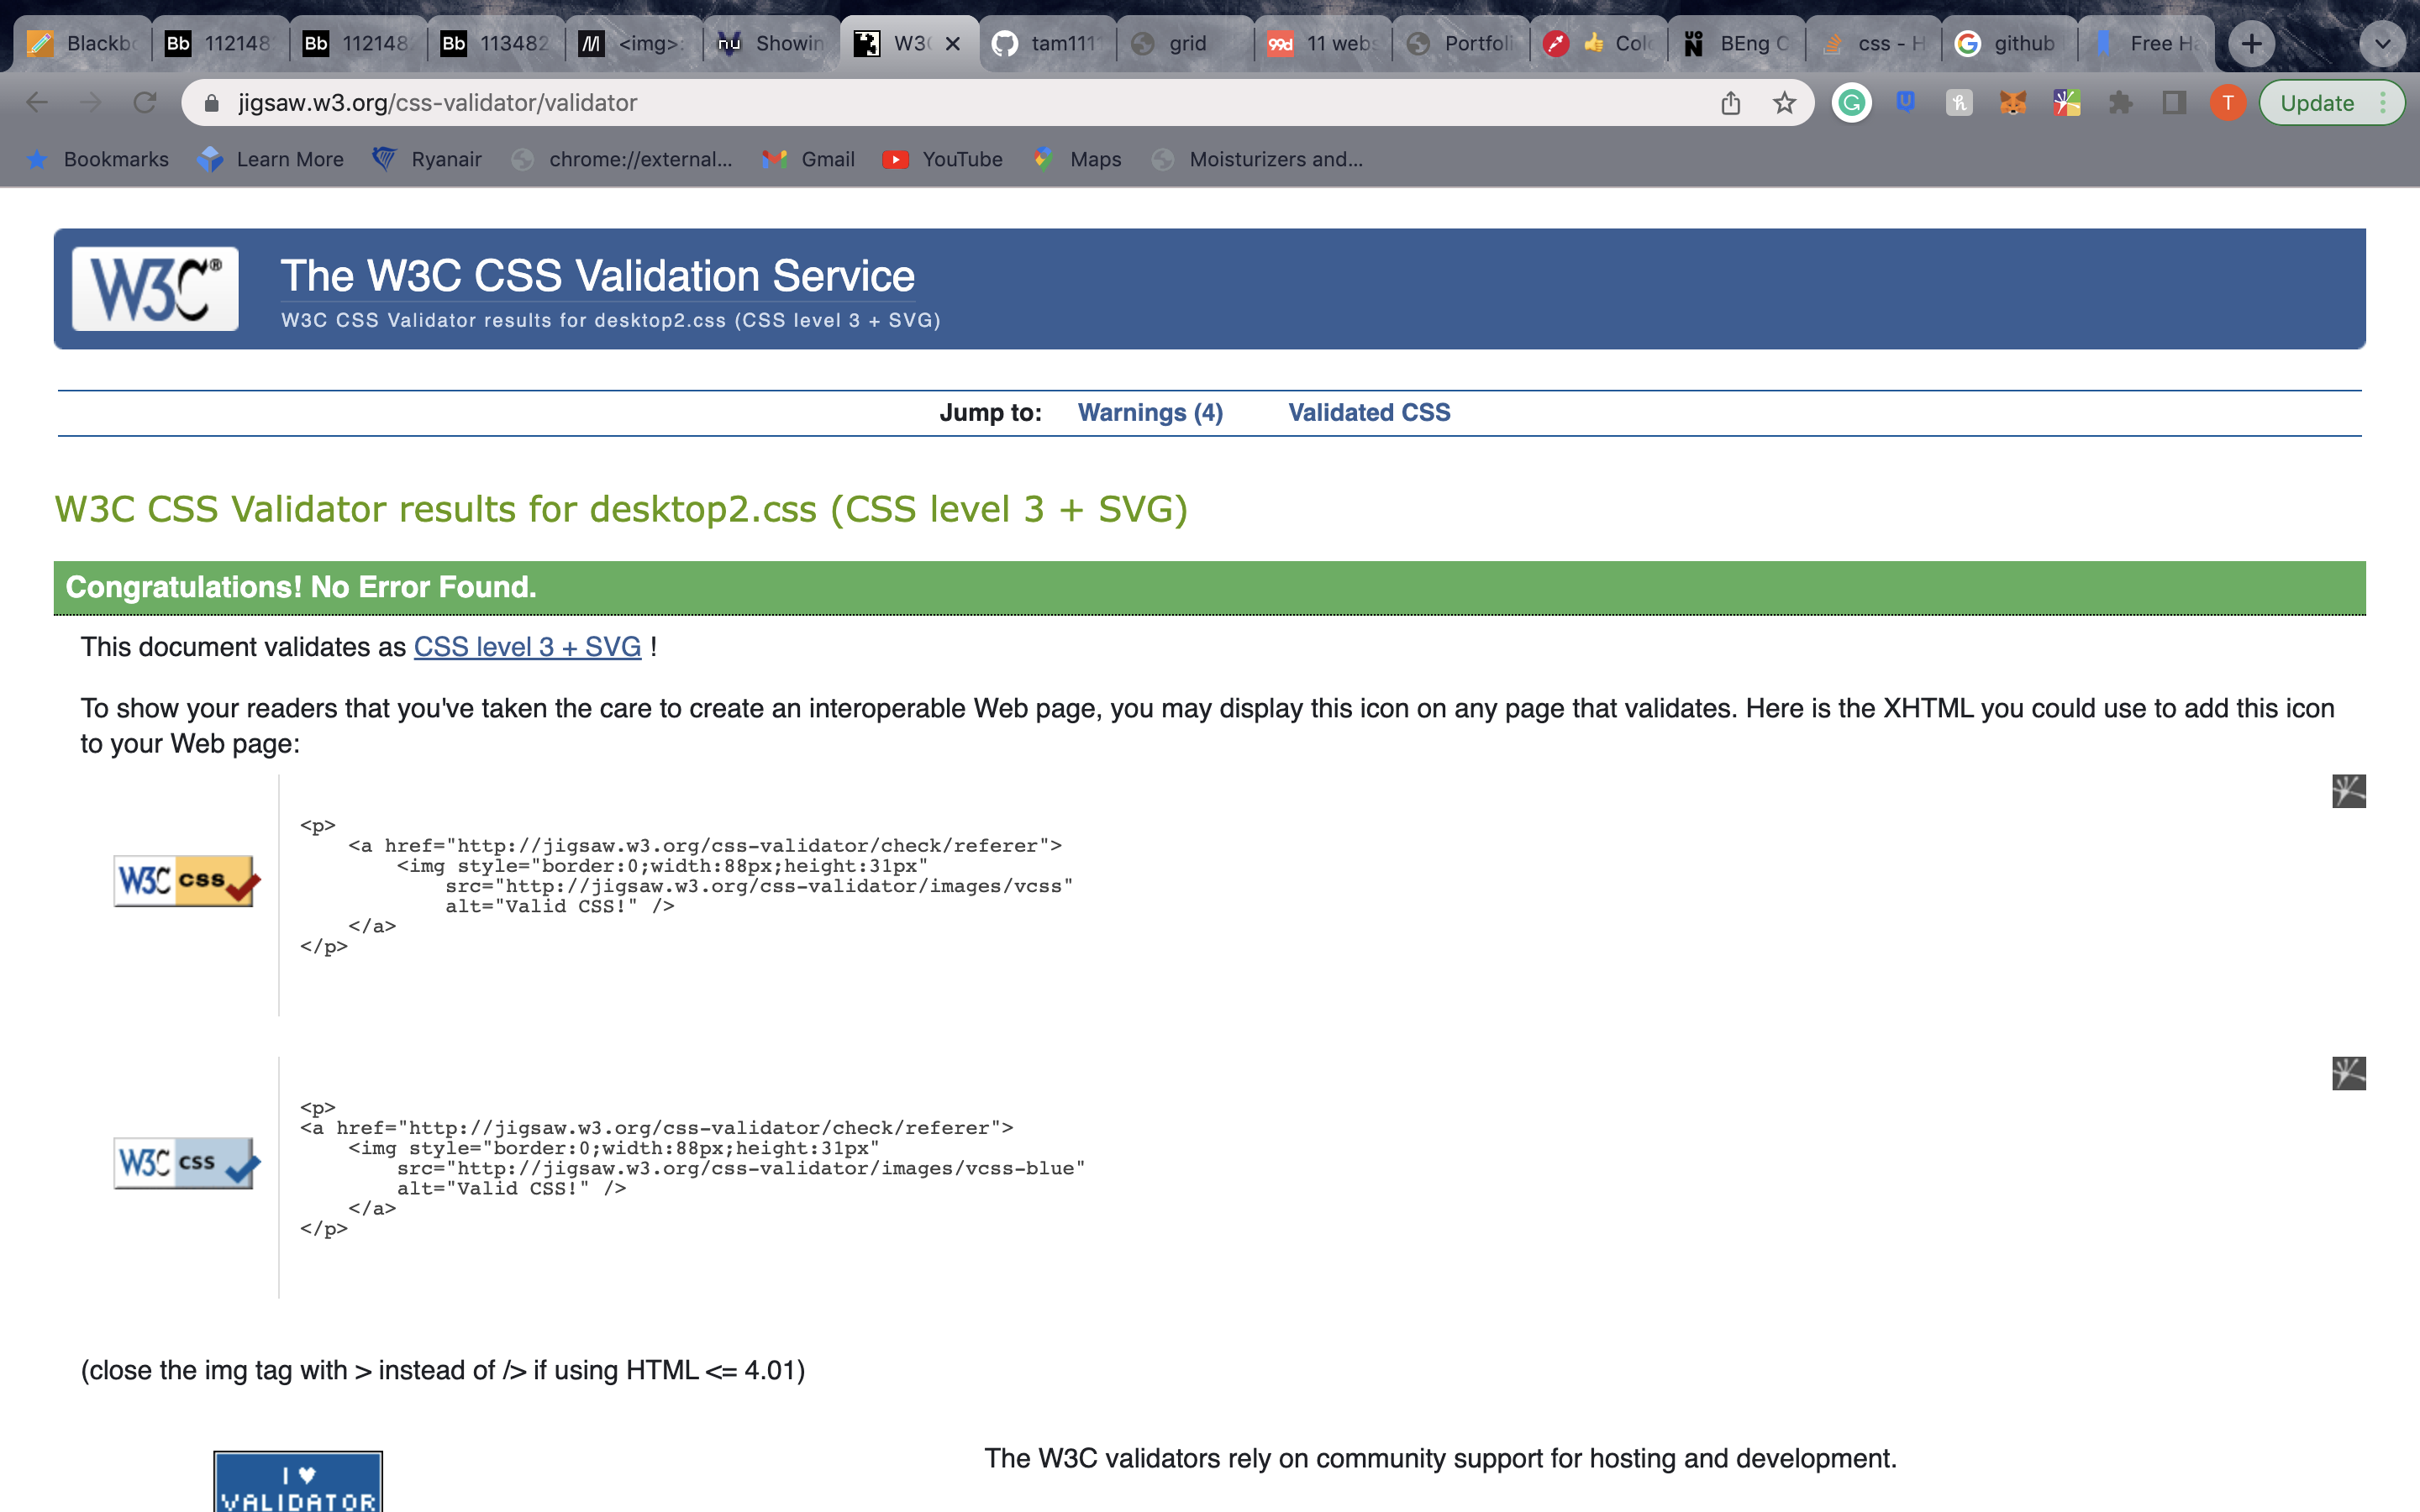 Blackbo
Bb 112148
Bb 112148
Bb 113482
<img>:
nu Showin
W3C
tam111
grid
99d 11 webs
Portfoli
Colo
UON BEng C
css - H
github
Free Ha
jigsaw.w3.org/css-validator/validator
T
Update
Bookmarks
Learn More
Ryanair
chrome://external...
Gmail
YouTube
Maps
Moisturizers and...
W3C®
The W3C CSS Validation Service
W3C CSS Validator results for desktop2.css (CSS level 3 + SVG)
Jump to: Warnings (4) Validated CSS
W3C CSS Validator results for desktop2.css (CSS level 3 + SVG)
Congratulations! No Error Found.
This document validates as CSS level 3 + SVG !
To show your readers that you've taken the care to create an interoperable Web page, you may display this icon on any page that validates. Here is the XHTML you could use to add this icon
to your Web page:
W3C css
<p>
<a href="http://jigsaw.w3.org/css-validator/check/referer">
<img style="border:0;width:88px;height:31px"
src="http://jigsaw.w3.org/css-validator/images/vcss"
alt="Valid CSS!" />
</a>
</p>
W3C css
<p>
<a href="http://jigsaw.w3.org/css-validator/check/referer">
<img style="border:0;width:88px;height:31px"
src="http://jigsaw.w3.org/css-validator/images/vcss-blue"
alt="Valid CSS!" />
</a>
</p>
(close the img tag with > instead of /> if using HTML <= 4.01)
I ♥
VALIDATOR
The W3C validators rely on community support for hosting and development.